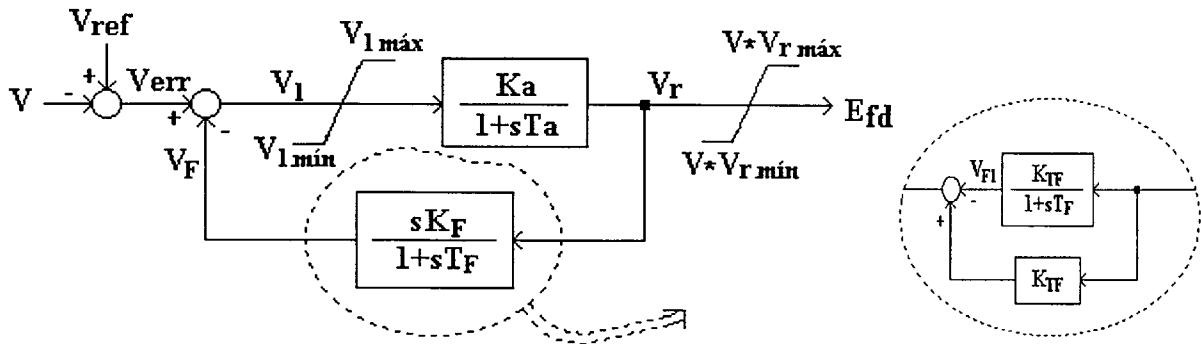 Vref
V1 máx
V*Vr máx
+
Verr
V1
Ka
1+sTa
Vr
V
-
+
-
Efd
V1 mín
V*Vr mín
VF
sKF
1+sTF
VF1
KTF
1+sTF
-
+
KTF